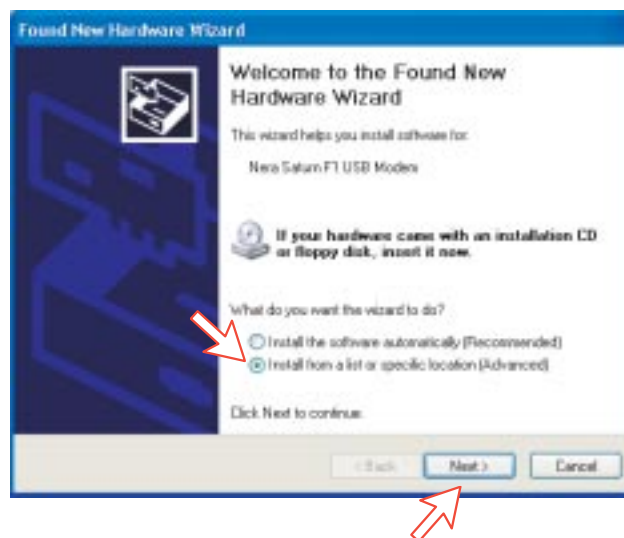 Found New Hardware Wizard
Welcome to the Found New
Hardware Wizard
This wizard helps you install software for:
Nera Saturn F1 USB Modem
If your hardware came with an installation CD
or floppy disk, insert it now.
What do you want the wizard to do?
Install the software automatically (Recommended)
Install from a list or specific location (Advanced)
Click Next to continue.
< Back
Next >
Cancel